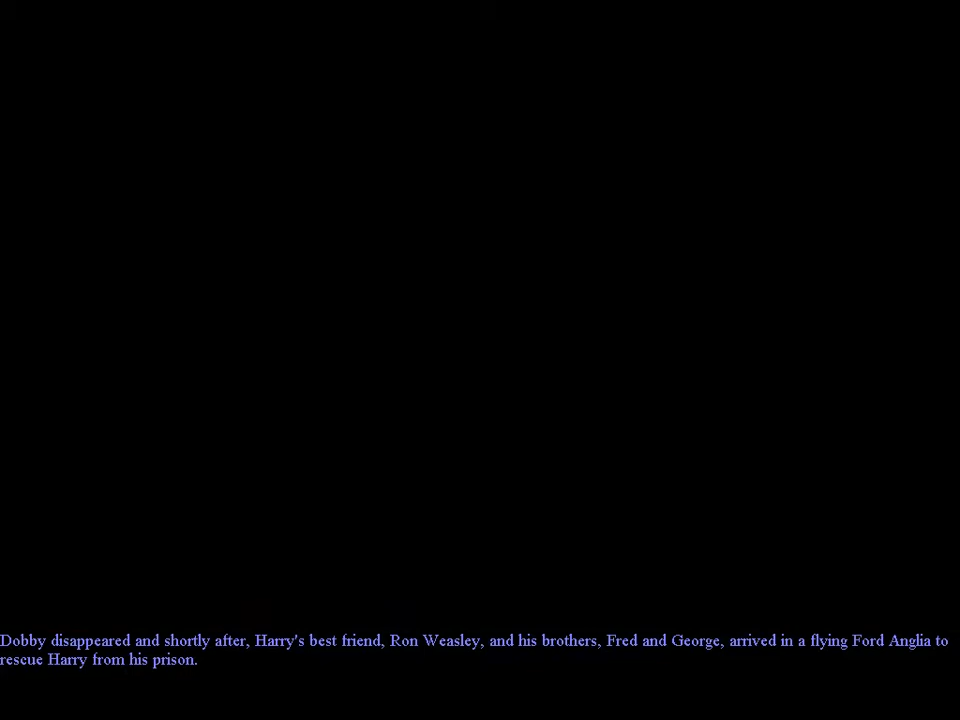 Dobby disappeared and shortly after, Harry's best friend, Ron Weasley, and his brothers, Fred and George, arrived in a flying Ford Anglia to
rescue Harry from his prison.